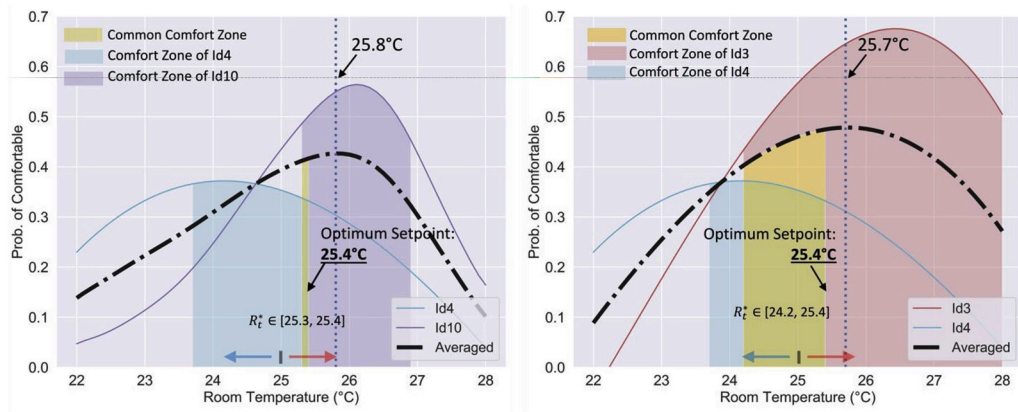 0.7
0.6
0.5
0.4
0.3
0.2
0.1
0.0
Prob. of Comfortable
Common Comfort Zone
Comfort Zone of Id4
Comfort Zone of Id10
25.8°C
Optimum Setpoint:
25.4°C
R*t ∈ [25.3, 25.4]
Id4
Id10
Averaged
22 23 24 25 26 27 28
Room Temperature (°C)
0.7
0.6
0.5
0.4
0.3
0.2
0.1
0.0
Prob. of Comfortable
Common Comfort Zone
Comfort Zone of Id3
Comfort Zone of Id4
25.7°C
Optimum Setpoint:
25.4°C
R*t ∈ [24.2, 25.4]
Id3
Id4
Averaged
22 23 24 25 26 27 28
Room Temperature (°C)